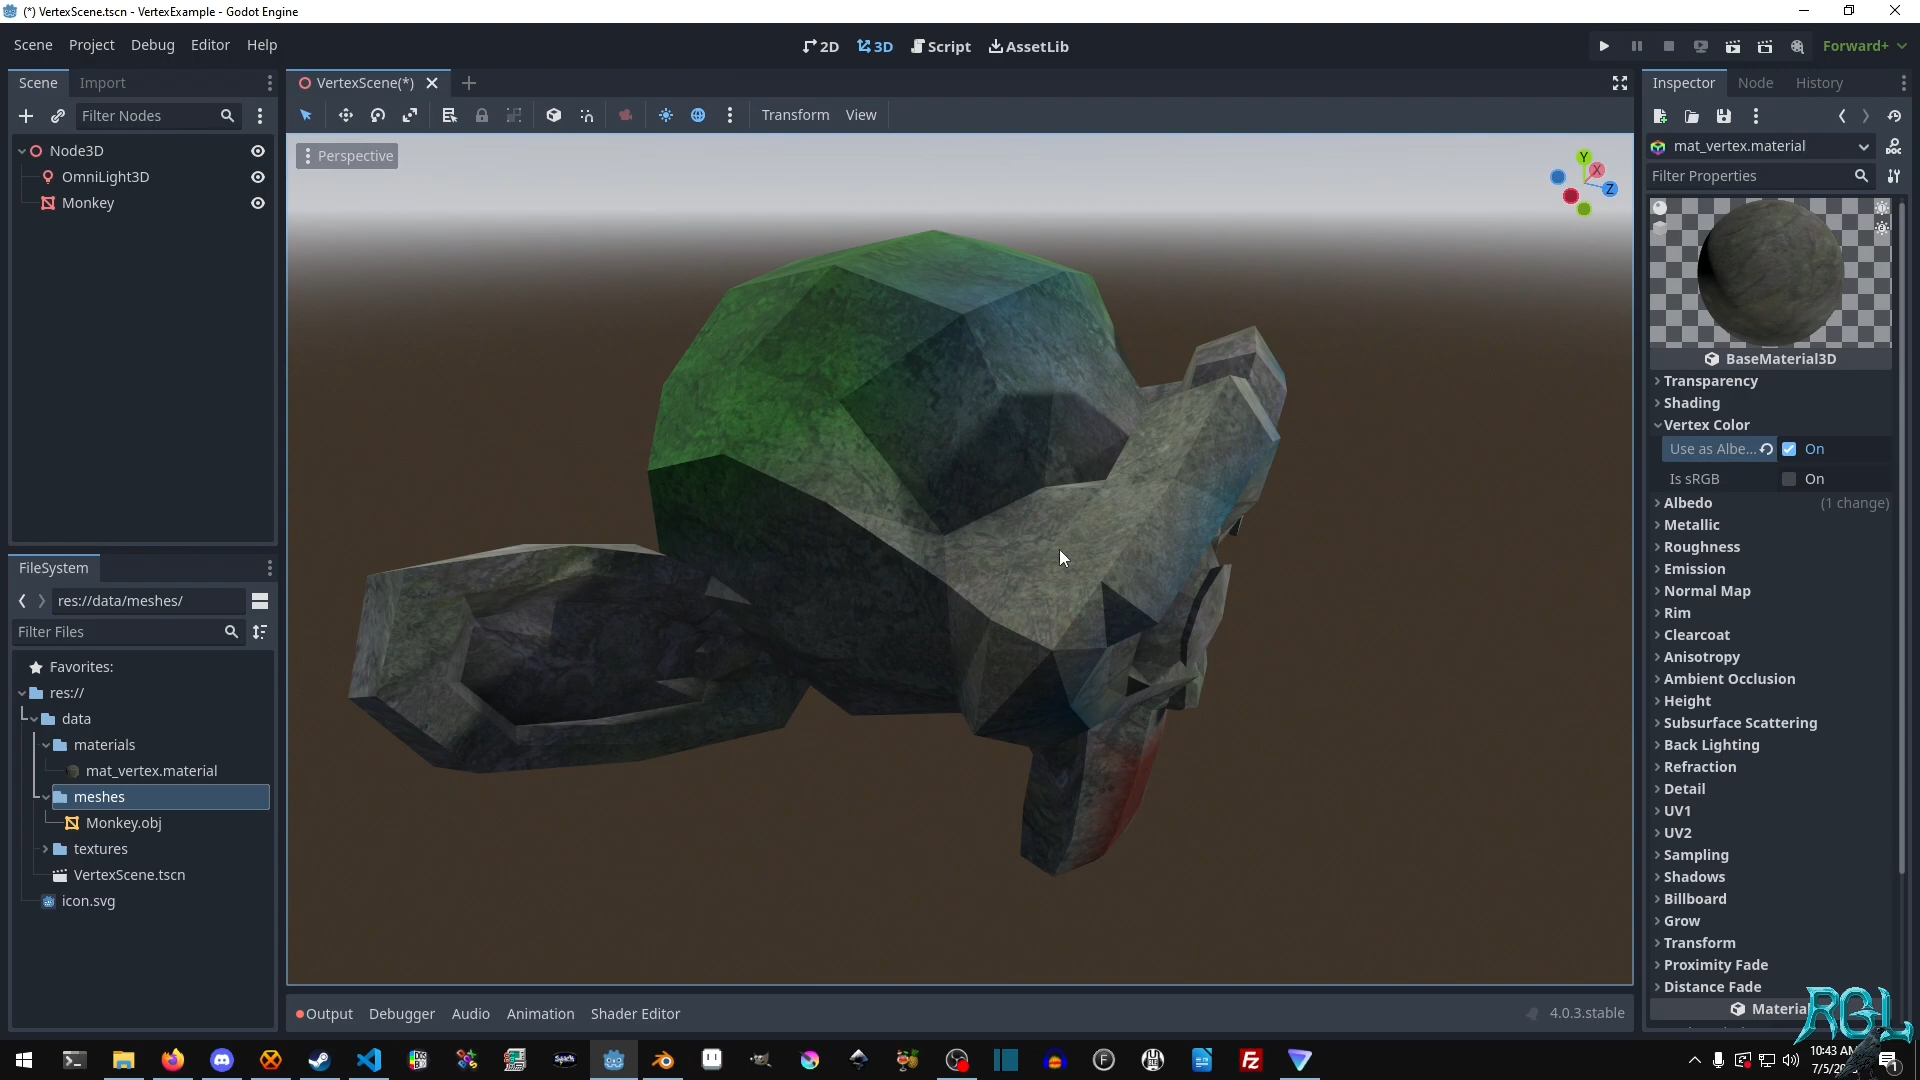 (*) VertexScene.tscn - VertexExample - Godot Engine
Scene Project Debug Editor Help
2D 3D Script AssetLib
Forward+
Scene Import
VertexScene(*)
Inspector Node History
Filter Nodes
Transform View
Node3D
OmniLight3D
Monkey
Perspective
Y
X
Z
mat_vertex.material
Filter Properties
BaseMaterial3D
Transparency
Shading
Vertex Color
Use as Albe... On
Is sRGB On
Albedo (1 change)
Metallic
Roughness
Emission
Normal Map
Rim
Clearcoat
Anisotropy
Ambient Occlusion
Height
Subsurface Scattering
Back Lighting
Refraction
Detail
UV1
UV2
Sampling
Shadows
Billboard
Grow
Transform
Proximity Fade
Distance Fade
Material
FileSystem
res://data/meshes/
Filter Files
Favorites:
res://
data
materials
mat_vertex.material
meshes
Monkey.obj
textures
VertexScene.tscn
icon.svg
Output Debugger Audio Animation Shader Editor
4.0.3.stable
RGL
10:43 AM
7/5/20